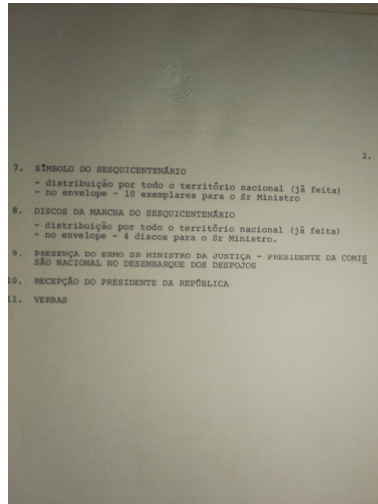 2.
7. SÍMBOLO DO SESQUICENTENÁRIO
- distribuição por todo o território nacional (já feita)
- no envelope - 10 exemplares para o Sr Ministro
8. DISCOS DA MARCHA DO SESQUICENTENÁRIO
- distribuição por todo o território nacional (já feita)
- no envelope - 4 discos para o Sr Ministro.
9. PRESENÇA DO EXMO SR MINISTRO DA JUSTIÇA - PRESIDENTE DA COMIS
SÃO NACIONAL NO DESEMBARQUE DOS DESPOJOS
10. RECEPÇÃO DO PRESIDENTE DA REPÚBLICA
11. VERBAS